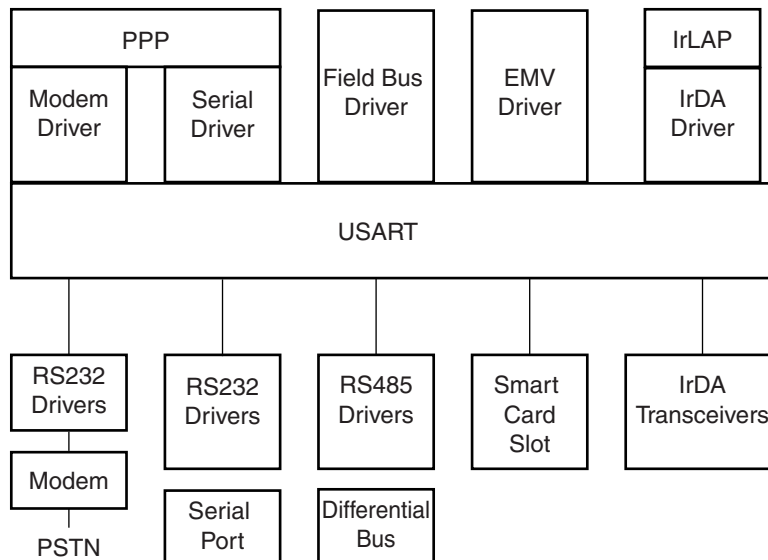 PPP
Modem
Driver
Serial
Driver
Field Bus
Driver
EMV
Driver
IrLAP
IrDA
Driver
USART
RS232
Drivers
Modem
PSTN
RS232
Drivers
Serial
Port
RS485
Drivers
Differential
Bus
Smart
Card
Slot
IrDA
Transceivers